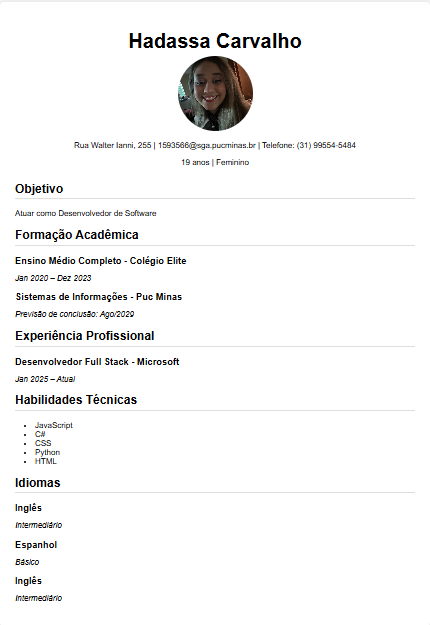 Hadassa Carvalho
Rua Walter Ianni, 255 | 1593566@sga.pucminas.br | Telefone: (31) 99554-5484
19 anos | Feminino
Objetivo
Atuar como Desenvolvedor de Software
Formação Acadêmica
Ensino Médio Completo - Colégio Elite
Jan 2020 – Dez 2023
Sistemas de Informações - Puc Minas
Previsão de conclusão: Ago/2029
Experiência Profissional
Desenvolvedor Full Stack - Microsoft
Jan 2025 – Atual
Habilidades Técnicas
• JavaScript
• C#
• CSS
• Python
• HTML
Idiomas
Inglês
Intermediário
Espanhol
Básico
Inglês
Intermediário